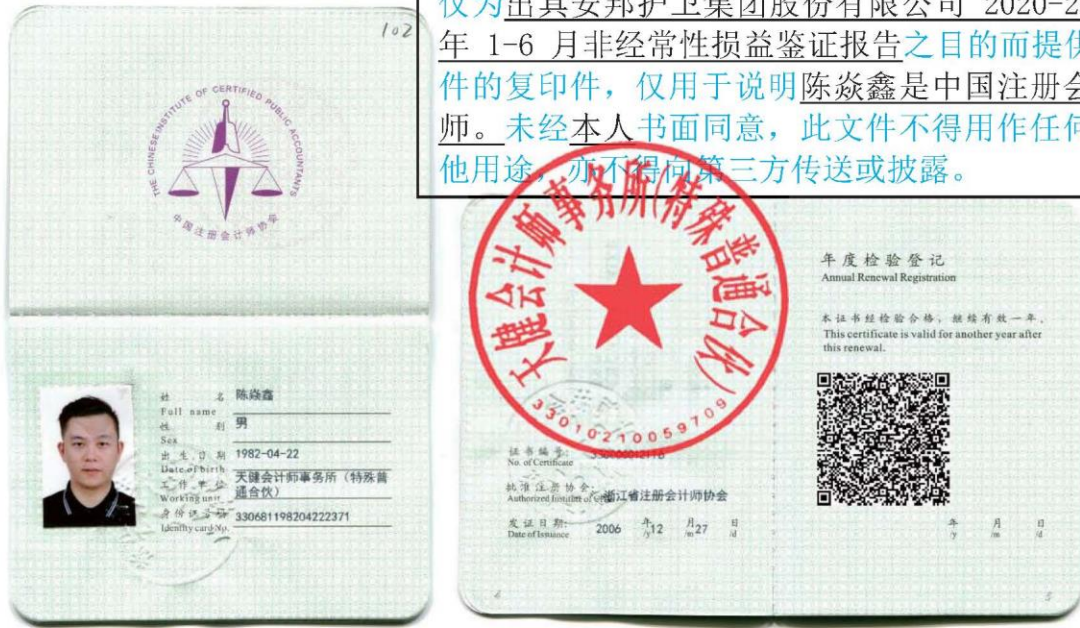 仅为出具安邦护卫集团股份有限公司 2020-2
年 1-6 月非经常性损益鉴证报告之目的而提供
件的复印件，仅用于说明陈焱鑫是中国注册会
师。未经本人书面同意，此文件不得用作任何
他用途，亦不得向第三方传送或披露。
102
THE CHINESE INSTITUTE OF CERTIFIED PUBLIC ACCOUNTANTS
中国注册会计师协会
姓 名 陈焱鑫
Full name
性 别 男
Sex
出生日期 1982-04-22
Date of birth
工作单位 天健会计师事务所（特殊普
通合伙）
Working unit
身份证号码 330681198204222371
Identity card No.
天健会计师事务所(特殊普通合伙)
3301021005970 9
证书编号:
No. of Certificate
批准注册协会: 浙江省注册会计师协会
Authorized Institute of CPAs
发证日期: 2006 年 12 月 27 日
Date of Issuance /y /m /d
4
年度检验登记
Annual Renewal Registration
本证书经检验合格，继续有效一年。
This certificate is valid for another year after
this renewal.
年 月 日
/y /m /d
5